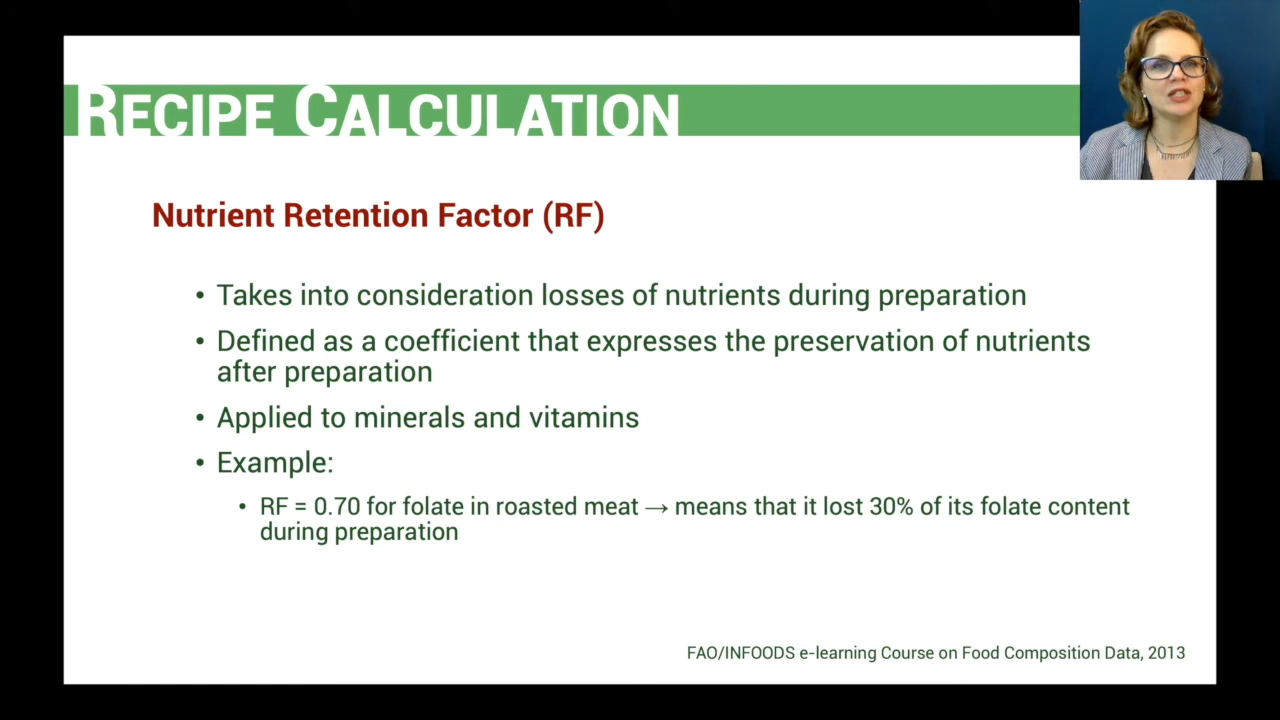 RECIPE CALCULATION
Nutrient Retention Factor (RF)
• Takes into consideration losses of nutrients during preparation
• Defined as a coefficient that expresses the preservation of nutrients
after preparation
• Applied to minerals and vitamins
• Example:
• RF = 0.70 for folate in roasted meat → means that it lost 30% of its folate content
during preparation
FAO/INFOODS e-learning Course on Food Composition Data, 2013